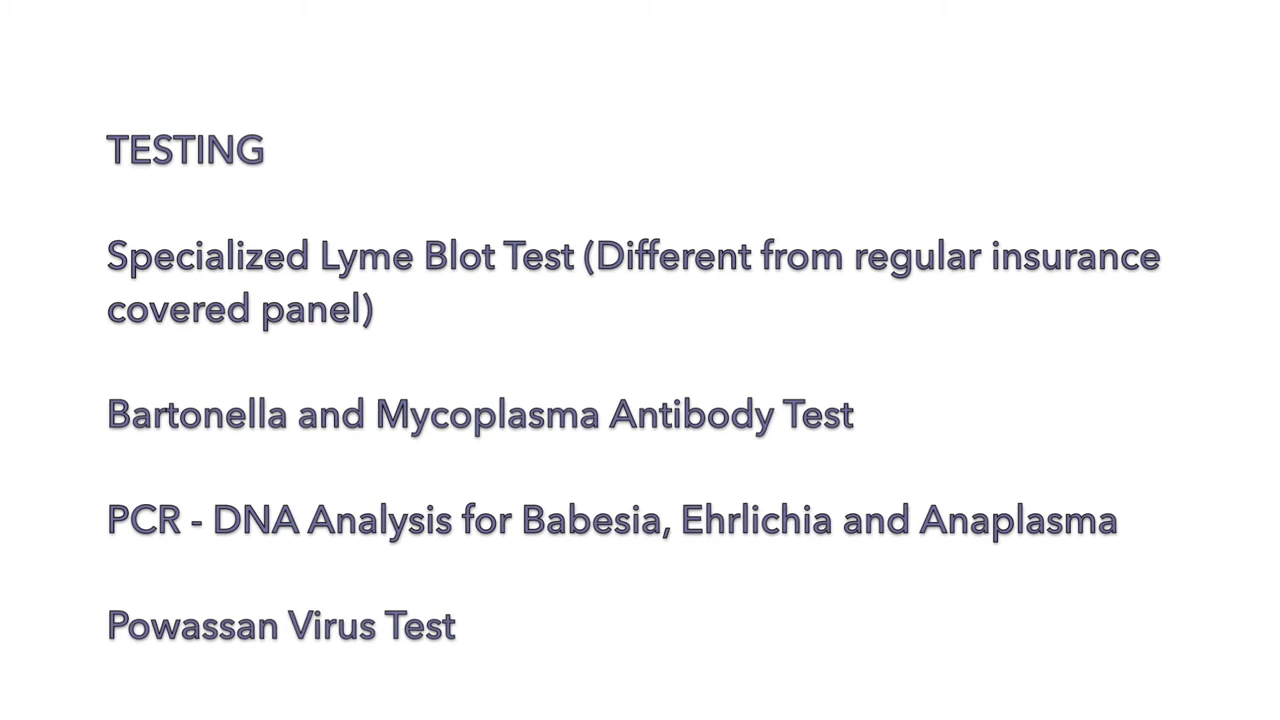 TESTING
Specialized Lyme Blot Test (Different from regular insurance
covered panel)
Bartonella and Mycoplasma Antibody Test
PCR - DNA Analysis for Babesia, Ehrlichia and Anaplasma
Powassan Virus Test